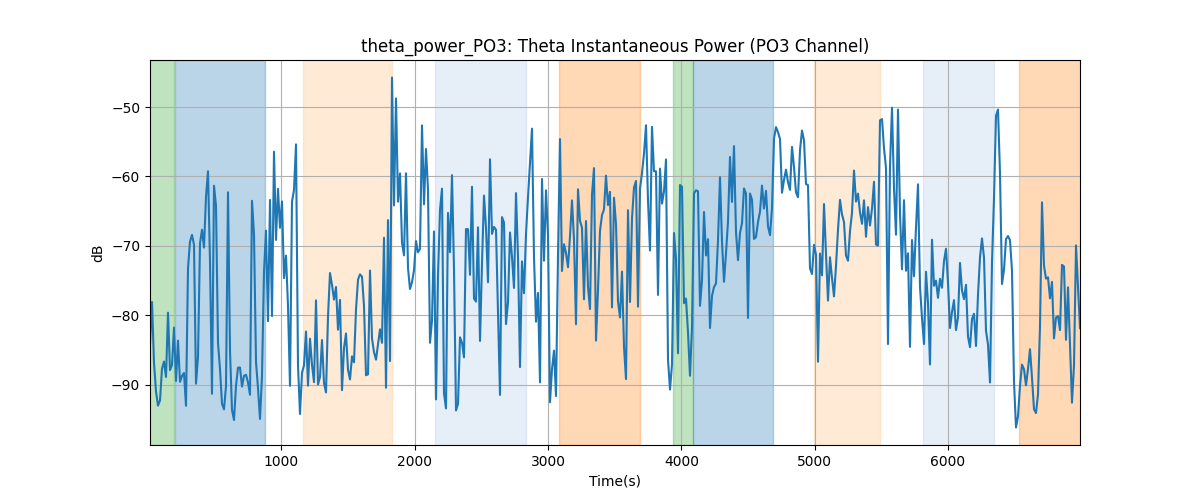 theta_power_PO3: Theta Instantaneous Power (PO3 Channel)
dB
−50
−60
−70
−80
−90
1000 2000 3000 4000 5000 6000
Time(s)